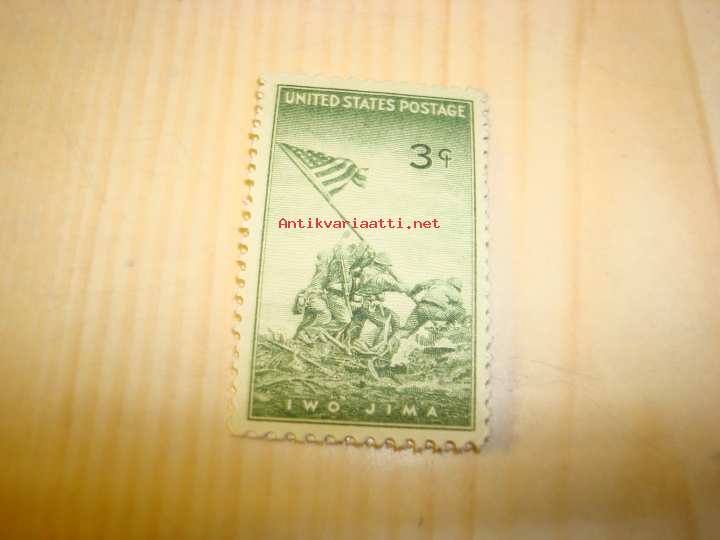 UNITED STATES POSTAGE
3¢
Antikvariaatti.net
IWO JIMA